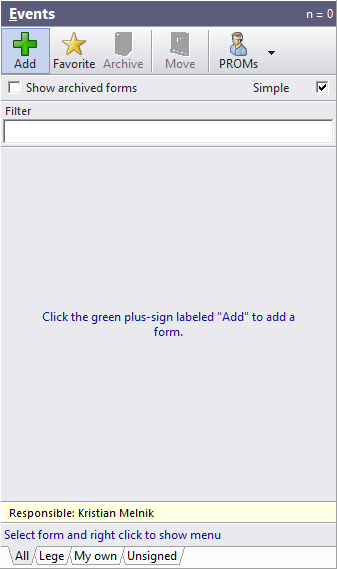 Events n = 0
Add Favorite Archive Move PROMs
Show archived forms Simple
Filter
Click the green plus-sign labeled "Add" to add a
form.
Responsible: Kristian Melnik
Select form and right click to show menu
All Lege My own Unsigned